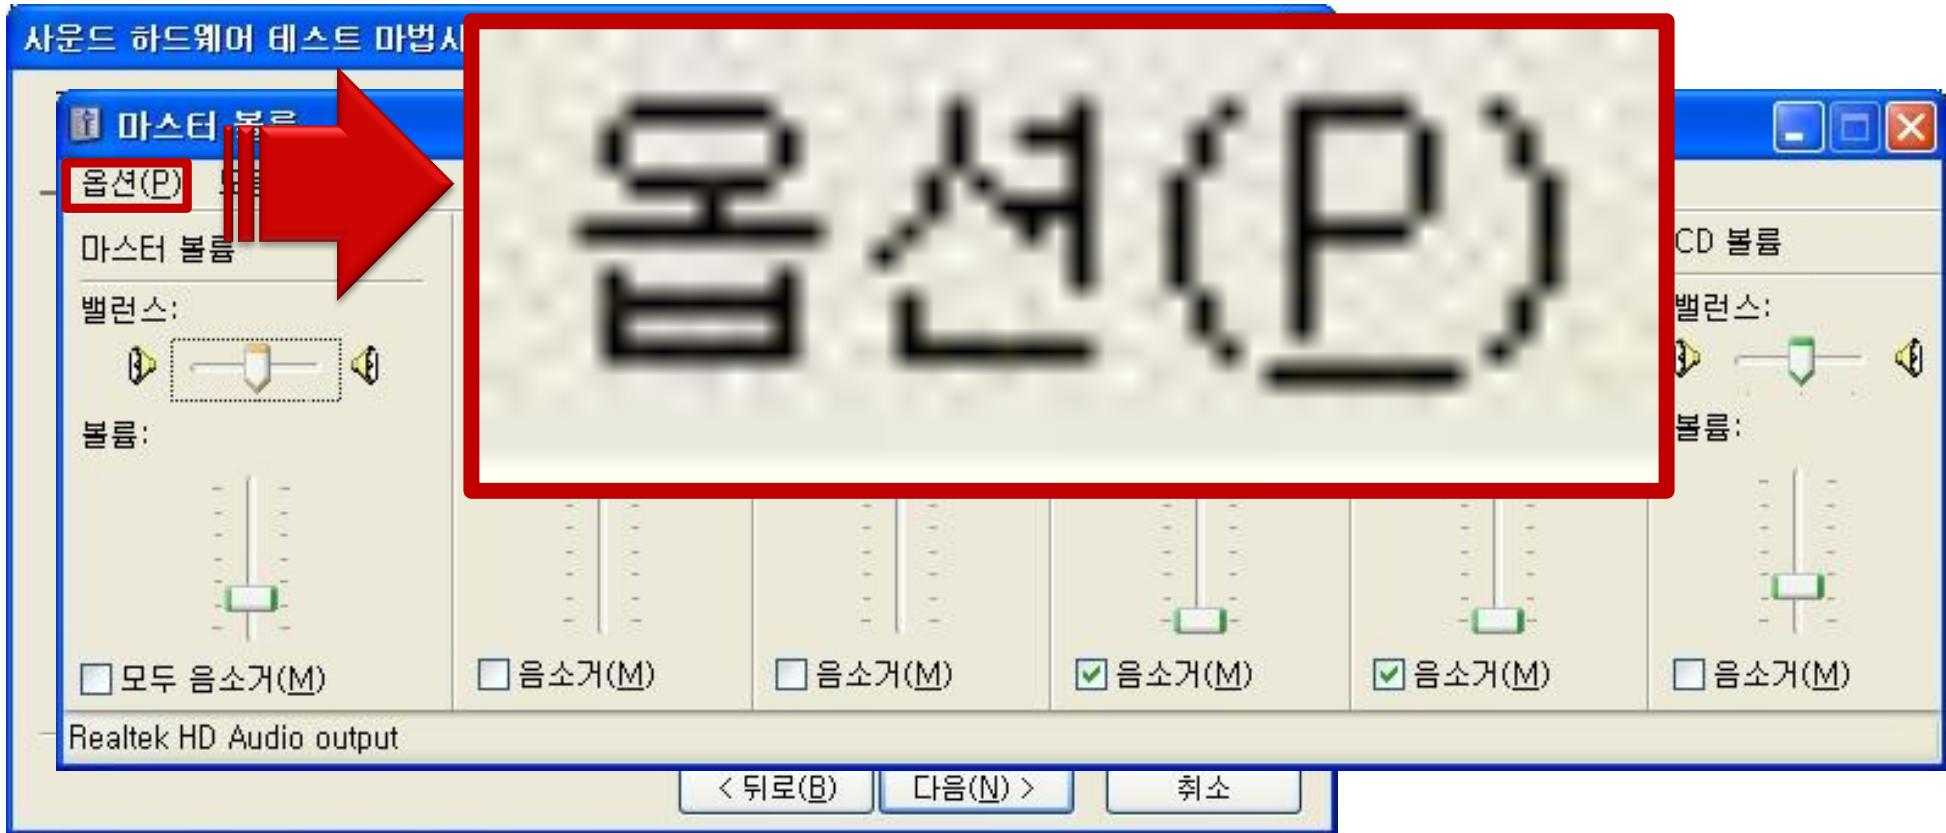 사운드 하드웨어 테스트 마법사
마스터 볼륨
옵션(P)
옵션(P)
마스터 볼륨
CD 볼륨
밸런스:
밸런스:
볼륨:
볼륨:
모두 음소거(M)
음소거(M)
음소거(M)
음소거(M)
음소거(M)
음소거(M)
Realtek HD Audio output
< 뒤로(B)
다음(N) >
취소